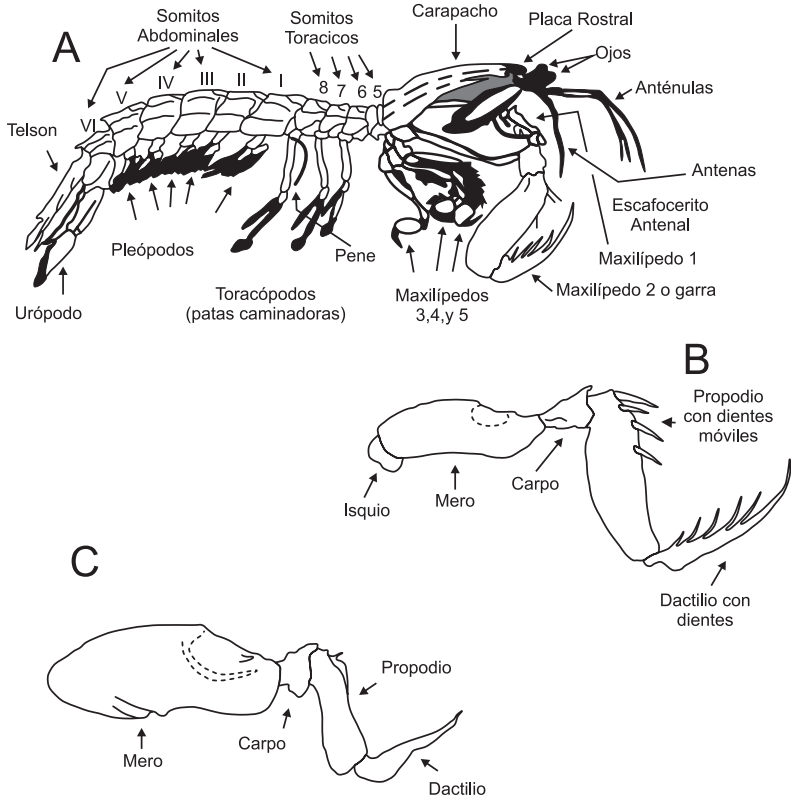 A
Somitos
Abdominales
Somitos
Toracicos
Carapacho
Placa Rostral
Ojos
Anténulas
Antenas
Escafocerito
Antenal
Maxilípedo 1
Maxilípedo 2 o garra
VI
V
IV
III
II
I
8
7
6
5
Telson
Urópodo
Pleópodos
Toracópodos
(patas caminadoras)
Pene
Maxilípedos
3,4,y 5
B
Propodio
con dientes
móviles
Isquio
Mero
Carpo
Dactilio con
dientes
C
Propodio
Mero
Carpo
Dactilio